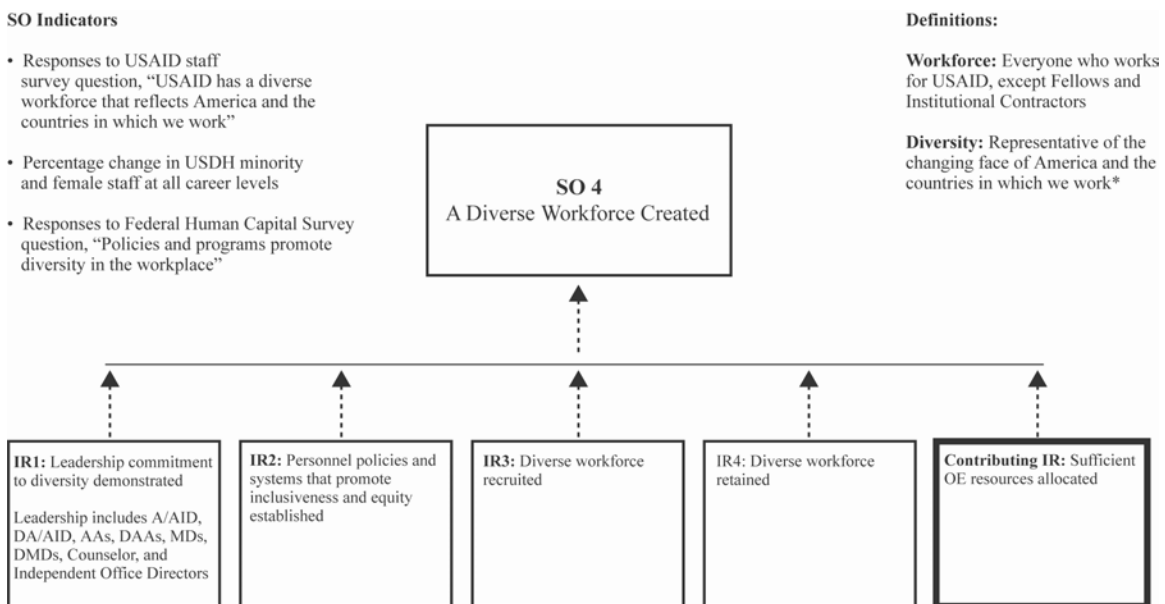 SO Indicators
• Responses to USAID staff
survey question, “USAID has a diverse
workforce that reflects America and the
countries in which we work”
• Percentage change in USDH minority
and female staff at all career levels
• Responses to Federal Human Capital Survey
question, “Policies and programs promote
diversity in the workplace”
Definitions:
Workforce: Everyone who works
for USAID, except Fellows and
Institutional Contractors
Diversity: Representative of the
changing face of America and the
countries in which we work*
SO 4
A Diverse Workforce Created
IR1: Leadership commitment
to diversity demonstrated
Leadership includes A/AID,
DA/AID, AAs, DAAs, MDs,
DMDs, Counselor, and
Independent Office Directors
IR2: Personnel policies and
systems that promote
inclusiveness and equity
established
IR3: Diverse workforce
recruited
IR4: Diverse workforce
retained
Contributing IR: Sufficient
OE resources allocated